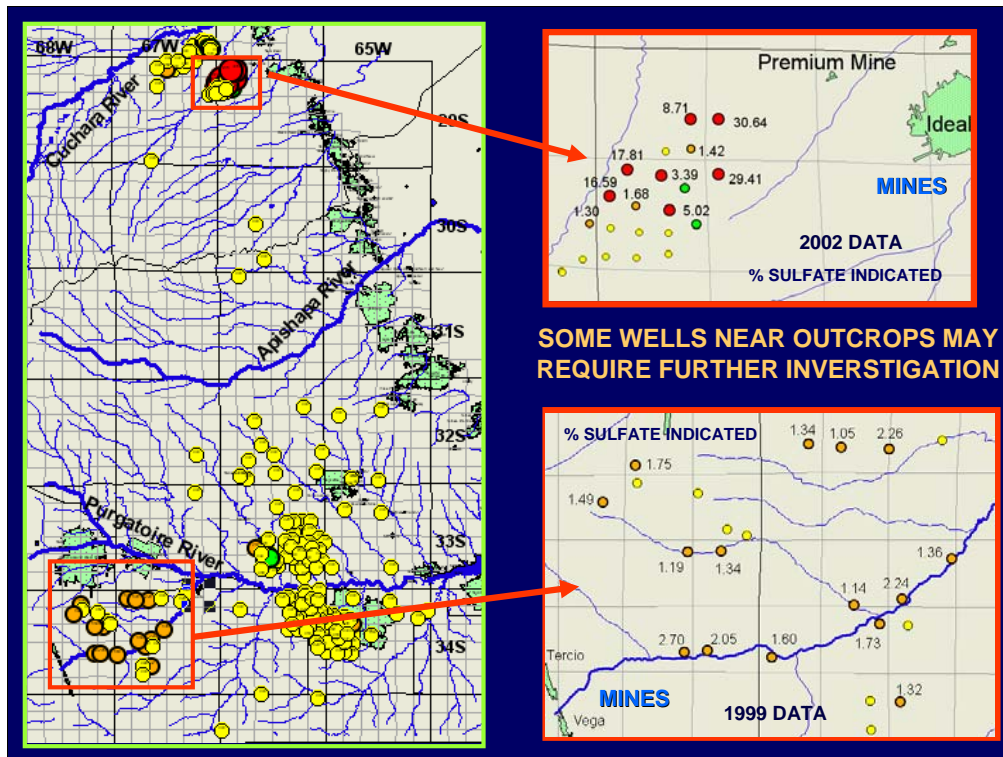 68W
67W
65W
Cuchara River
29S
30S
Apishapa River
31S
32S
Purgatoire River
33S
34S
Premium Mine
8.71
30.64
Ideal
1.42
17.81
3.39
29.41
MINES
16.59
1.68
1.30
5.02
2002 DATA
% SULFATE INDICATED
SOME WELLS NEAR OUTCROPS MAY
REQUIRE FURTHER INVERSTIGATION
% SULFATE INDICATED
1.34
1.05
2.26
1.75
1.49
1.36
1.19
1.34
1.14
2.24
1.73
2.70
2.05
1.60
Tercio
MINES
1.32
1999 DATA
Vega